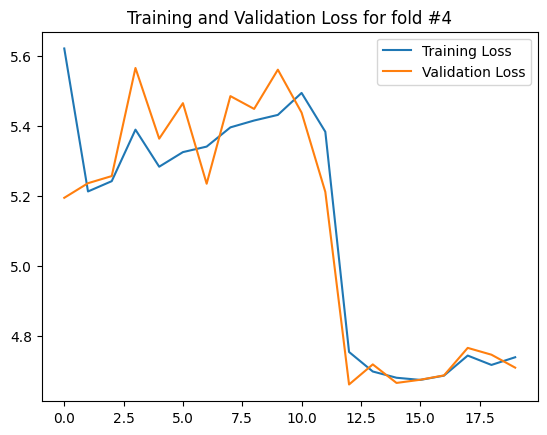 Training and Validation Loss for fold #4
Training Loss
Validation Loss
5.6
5.4
5.2
5.0
4.8
0.0 2.5 5.0 7.5 10.0 12.5 15.0 17.5